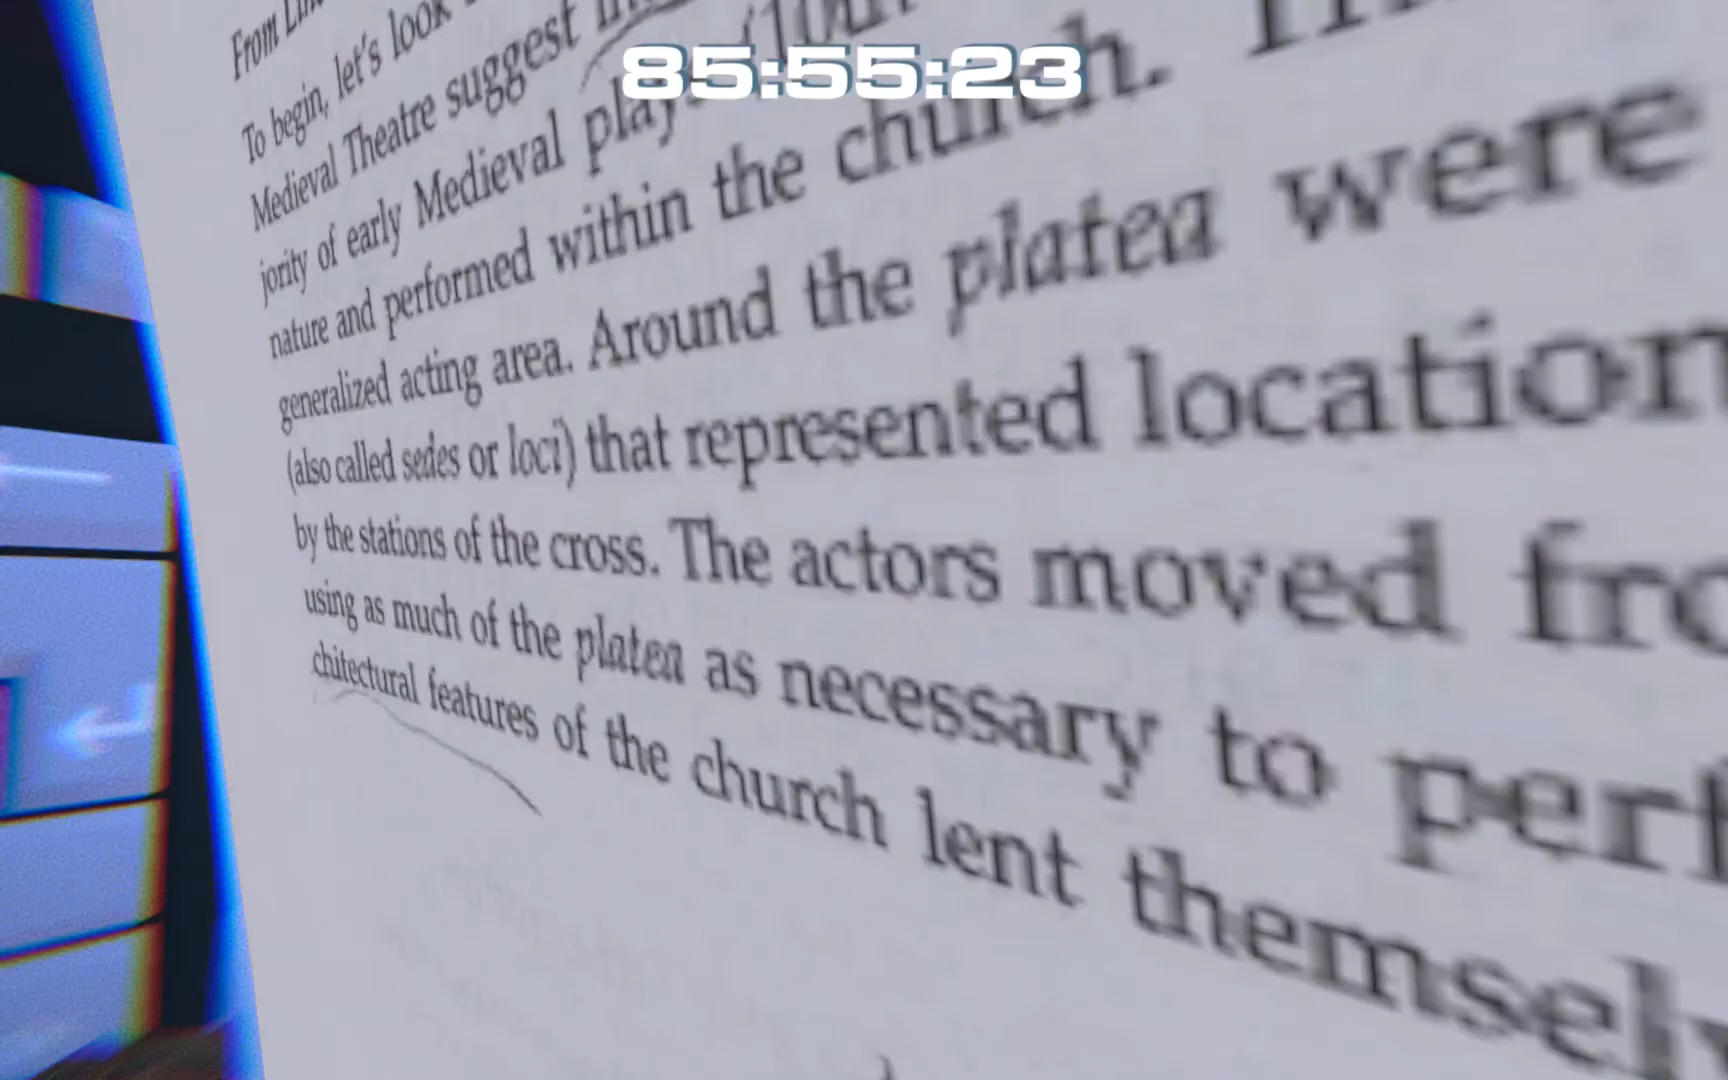 85:55:23
From
To begin, let's look
Medieval Theatre suggest
jority of early Medieval plays
nature and performed within the church.
generalized acting area. Around the platea were
(also called sedes or loci) that represented location
by the stations of the cross. The actors moved fro
using as much of the platea as necessary to perf
chitectural features of the church lent themselv